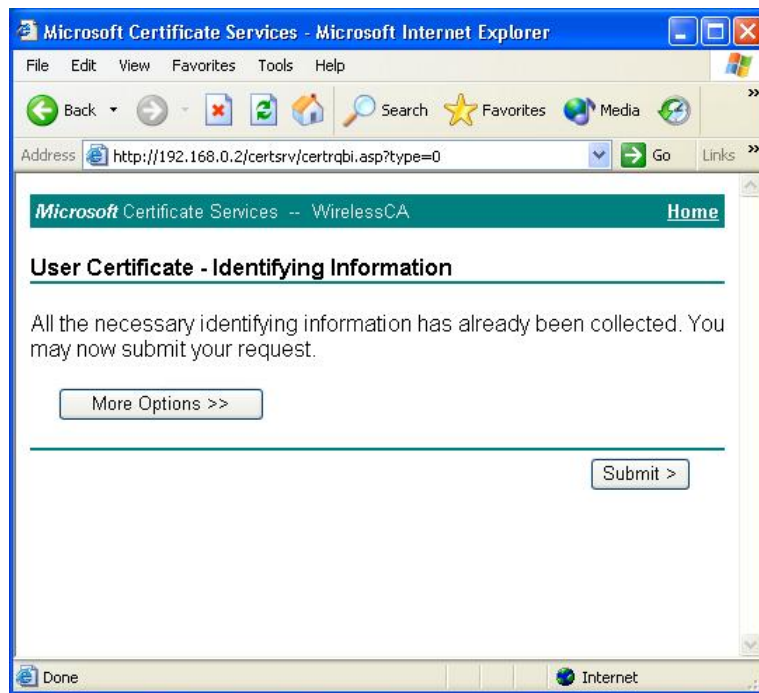 Microsoft Certificate Services - Microsoft Internet Explorer
File Edit View Favorites Tools Help
Back Search Favorites Media »
Address http://192.168.0.2/certsrv/certrqbi.asp?type=0 Go Links »
Microsoft Certificate Services -- WirelessCA Home
User Certificate - Identifying Information
All the necessary identifying information has already been collected. You
may now submit your request.
More Options >>
Submit >
Done Internet